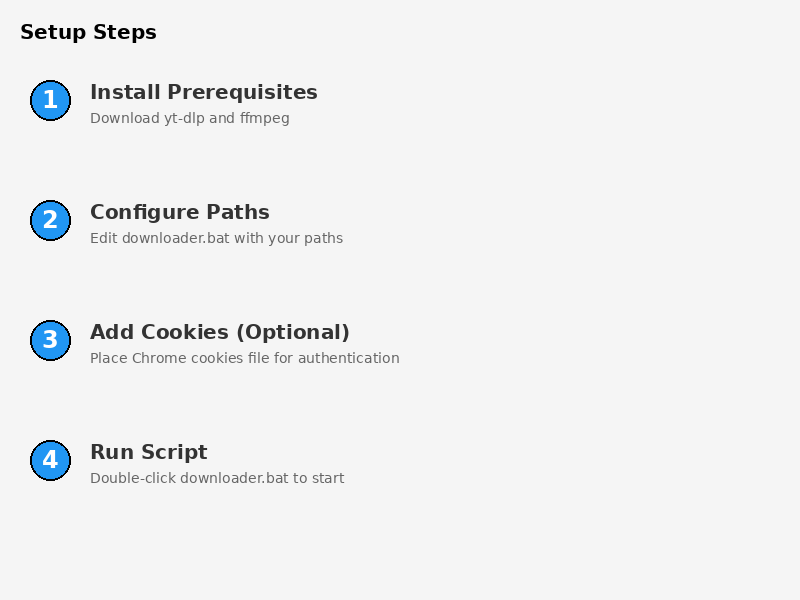 Setup Steps
1
Install Prerequisites
Download yt-dlp and ffmpeg
2
Configure Paths
Edit downloader.bat with your paths
3
Add Cookies (Optional)
Place Chrome cookies file for authentication
4
Run Script
Double-click downloader.bat to start